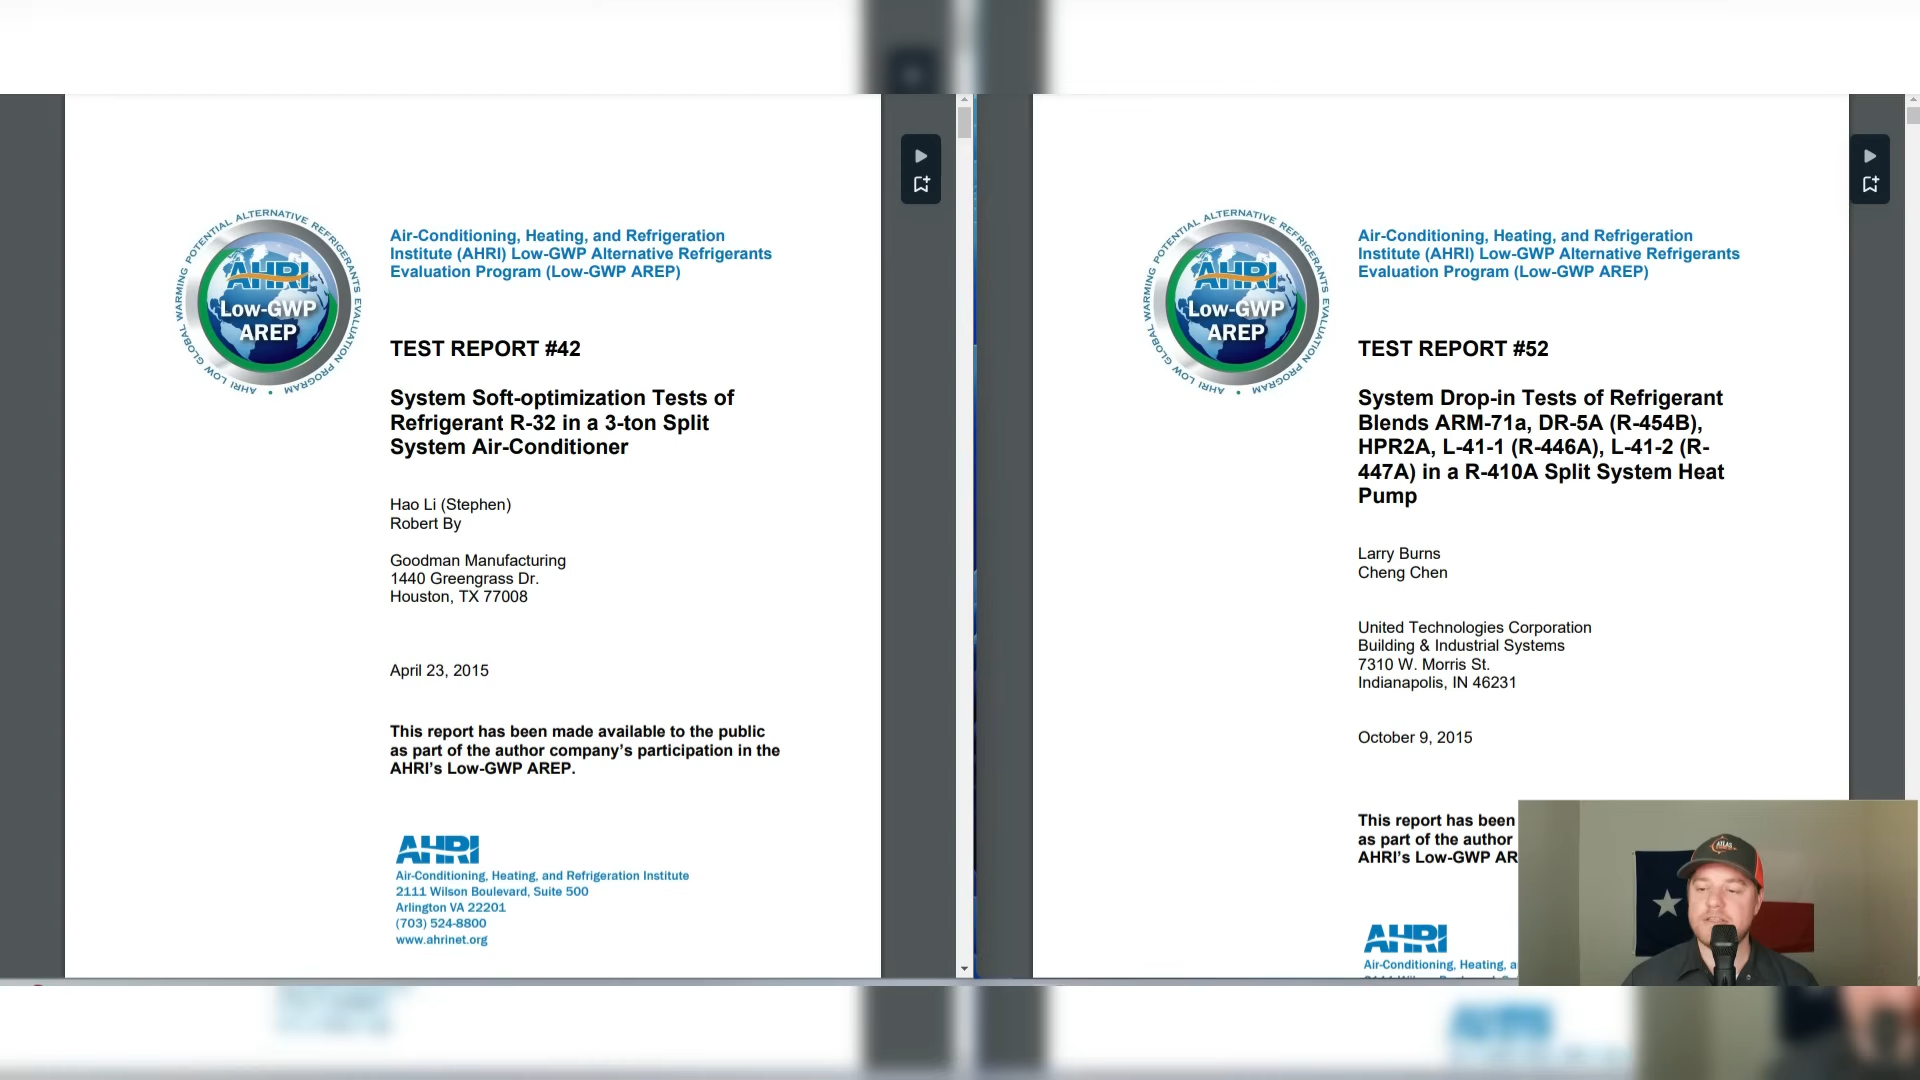 AHRI LOW GLOBAL WARMING POTENTIAL ALTERNATIVE REFRIGERANTS EVALUATION PROGRAM
AHRI
Low-GWP
AREP
Air-Conditioning, Heating, and Refrigeration
Institute (AHRI) Low-GWP Alternative Refrigerants
Evaluation Program (Low-GWP AREP)
TEST REPORT #42
System Soft-optimization Tests of
Refrigerant R-32 in a 3-ton Split
System Air-Conditioner
Hao Li (Stephen)
Robert By
Goodman Manufacturing
1440 Greengrass Dr.
Houston, TX 77008
April 23, 2015
This report has been made available to the public
as part of the author company's participation in the
AHRI's Low-GWP AREP.
AHRI
Air-Conditioning, Heating, and Refrigeration Institute
2111 Wilson Boulevard, Suite 500
Arlington VA 22201
(703) 524-8800
www.ahrinet.org
AHRI LOW GLOBAL WARMING POTENTIAL ALTERNATIVE REFRIGERANTS EVALUATION PROGRAM
AHRI
Low-GWP
AREP
Air-Conditioning, Heating, and Refrigeration
Institute (AHRI) Low-GWP Alternative Refrigerants
Evaluation Program (Low-GWP AREP)
TEST REPORT #52
System Drop-in Tests of Refrigerant
Blends ARM-71a, DR-5A (R-454B),
HPR2A, L-41-1 (R-446A), L-41-2 (R-
447A) in a R-410A Split System Heat
Pump
Larry Burns
Cheng Chen
United Technologies Corporation
Building & Industrial Systems
7310 W. Morris St.
Indianapolis, IN 46231
October 9, 2015
This report has been
as part of the author
AHRI's Low-GWP AR
AHRI
Air-Conditioning, Heating, a
ATLAS